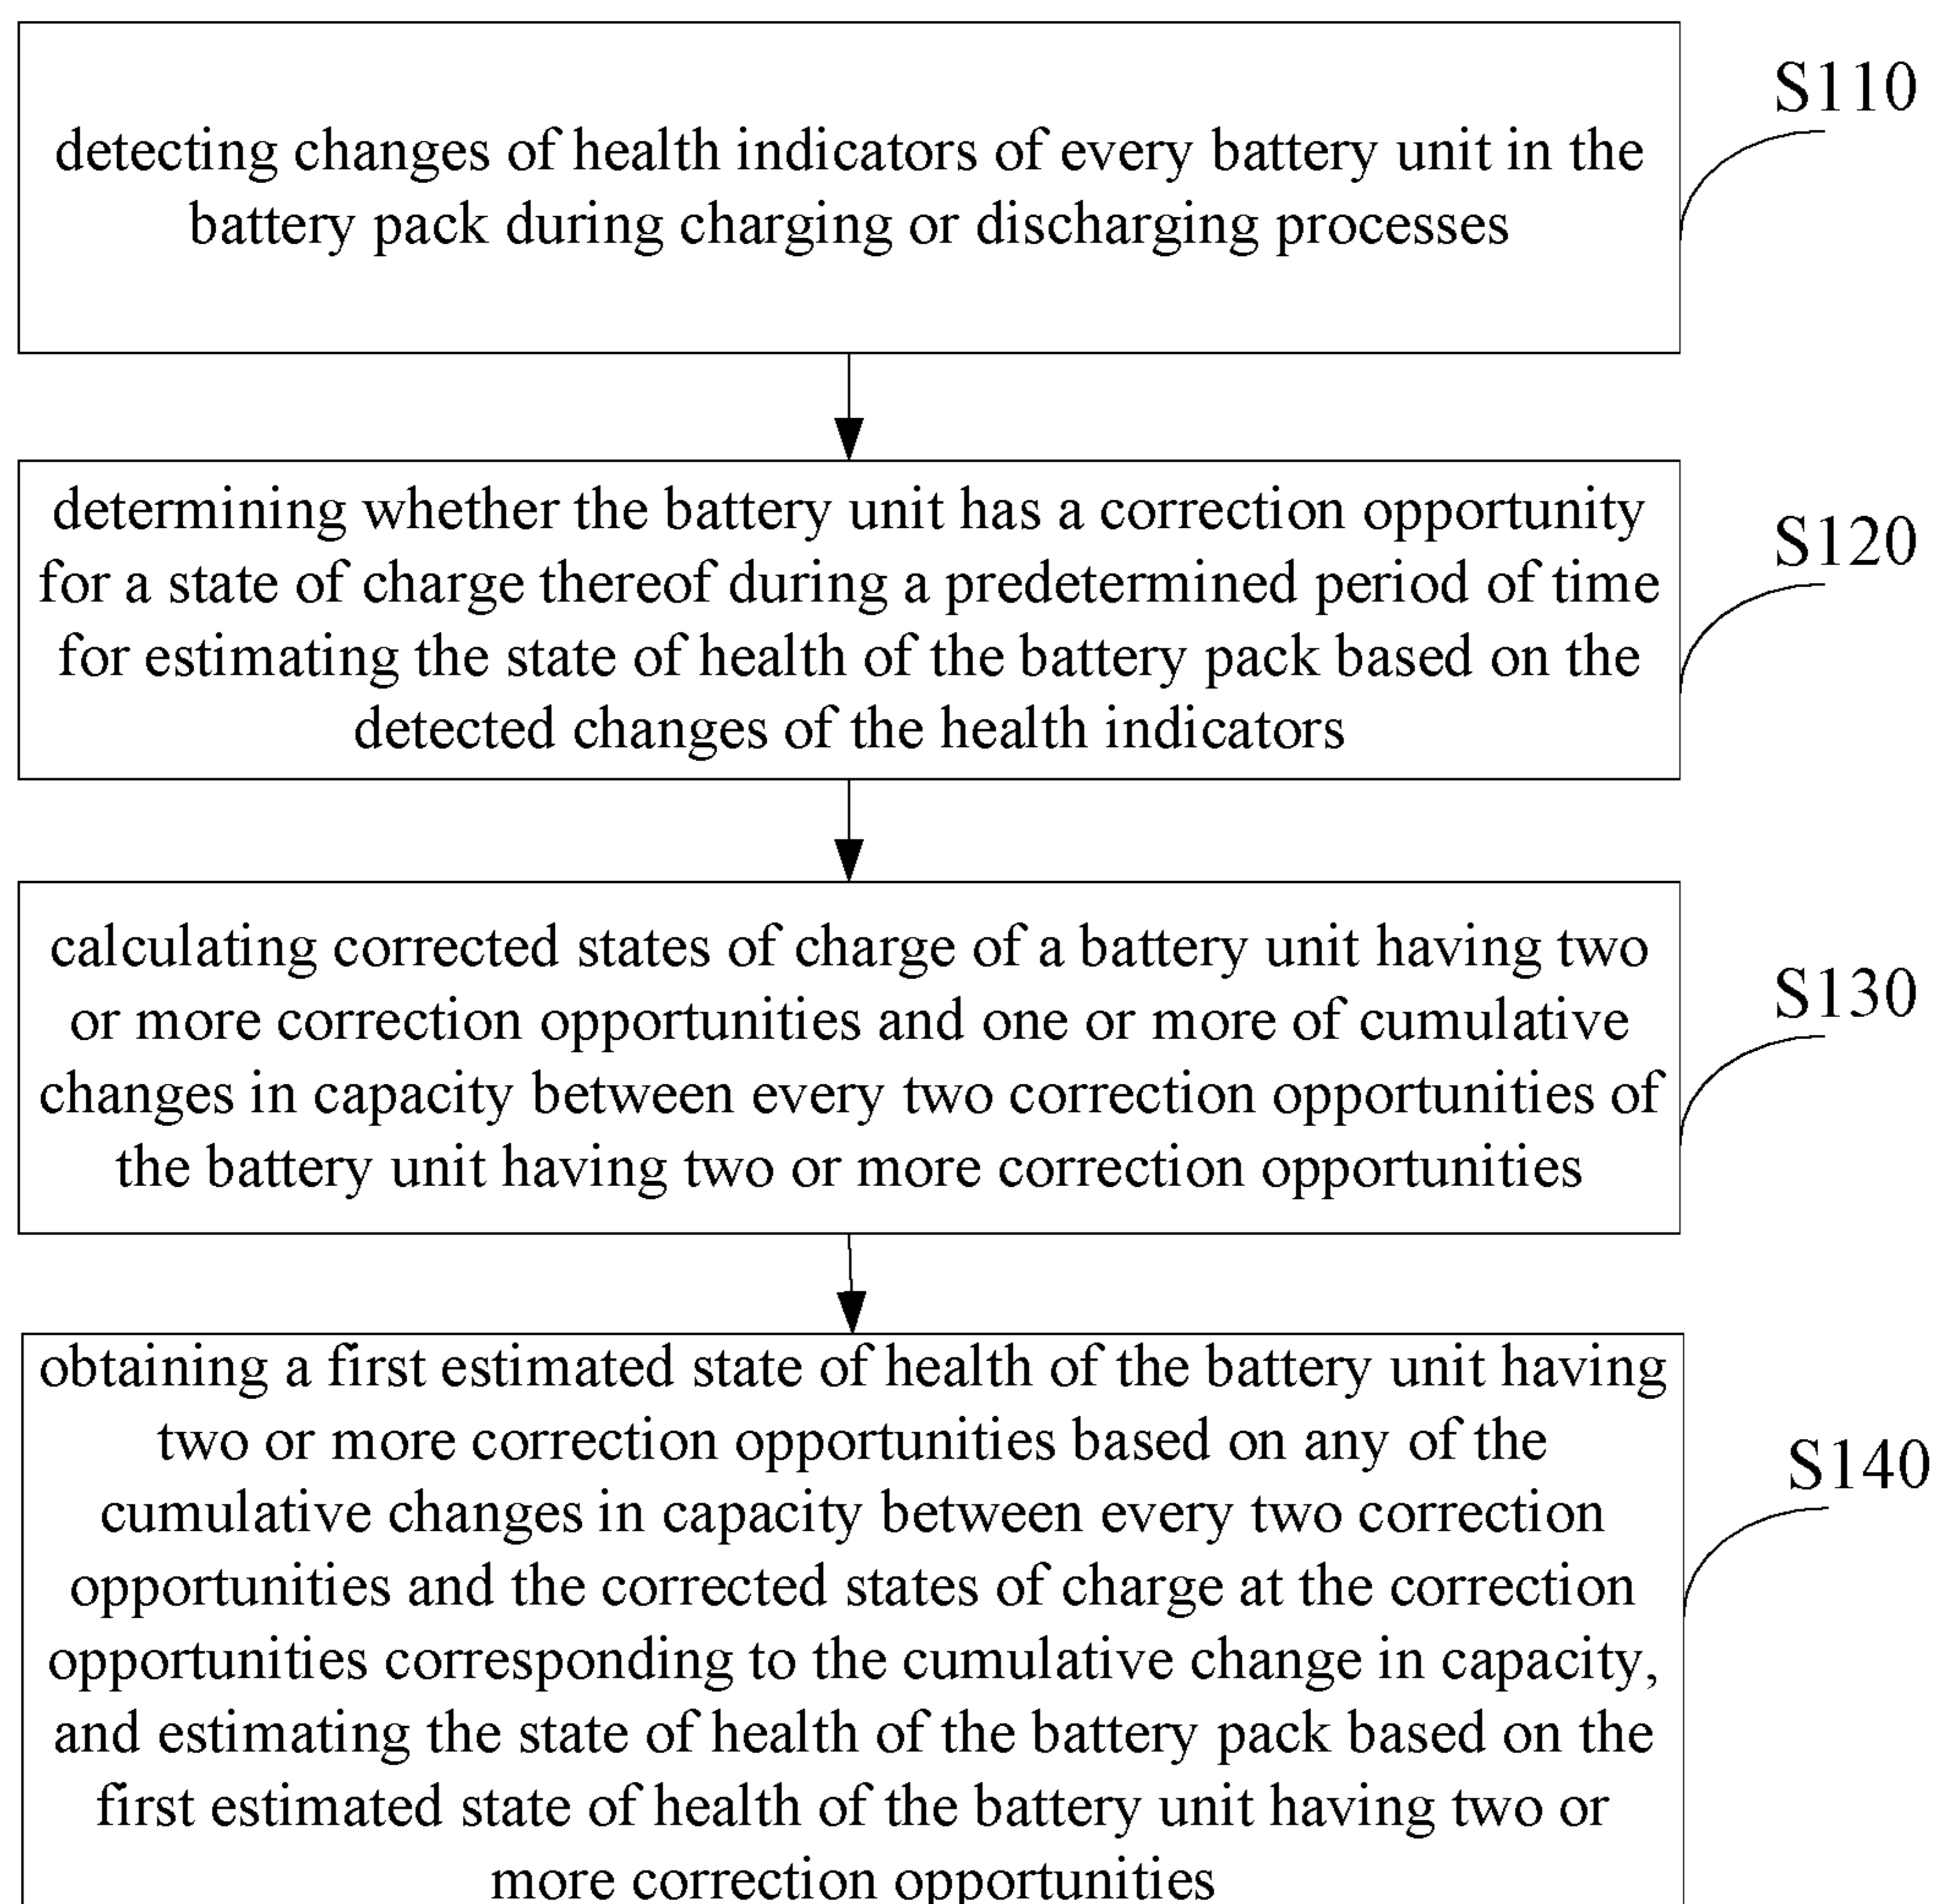 detecting changes of health indicators of every battery unit in the
battery pack during charging or discharging processes
S110
determining whether the battery unit has a correction opportunity
for a state of charge thereof during a predetermined period of time
for estimating the state of health of the battery pack based on the
detected changes of the health indicators
S120
calculating corrected states of charge of a battery unit having two
or more correction opportunities and one or more of cumulative
changes in capacity between every two correction opportunities of
the battery unit having two or more correction opportunities
S130
obtaining a first estimated state of health of the battery unit having
two or more correction opportunities based on any of the
cumulative changes in capacity between every two correction
opportunities and the corrected states of charge at the correction
opportunities corresponding to the cumulative change in capacity,
and estimating the state of health of the battery pack based on the
first estimated state of health of the battery unit having two or
more correction opportunities
S140